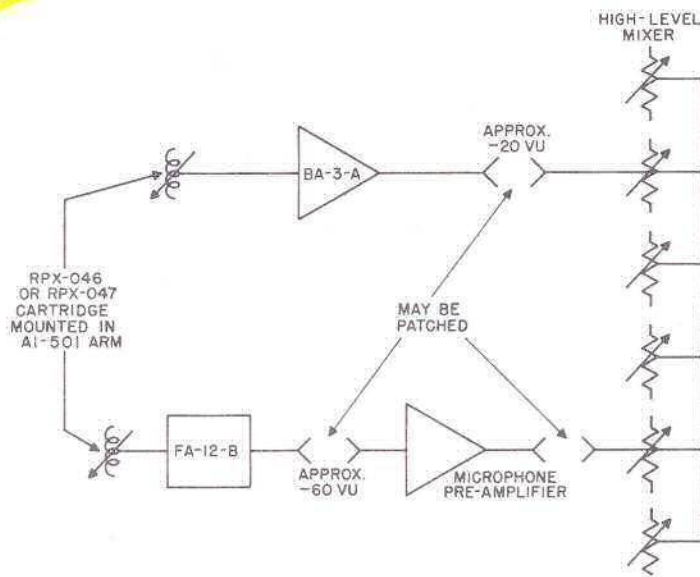 HIGH-LEVEL
MIXER
APPROX.
-20 VU
BA-3-A
RPX-046
OR RPX-047
CARTRIDGE
MOUNTED IN
A1-501 ARM
MAY BE
PATCHED
FA-12-B
APPROX.
-60 VU
MICROPHONE
PRE-AMPLIFIER